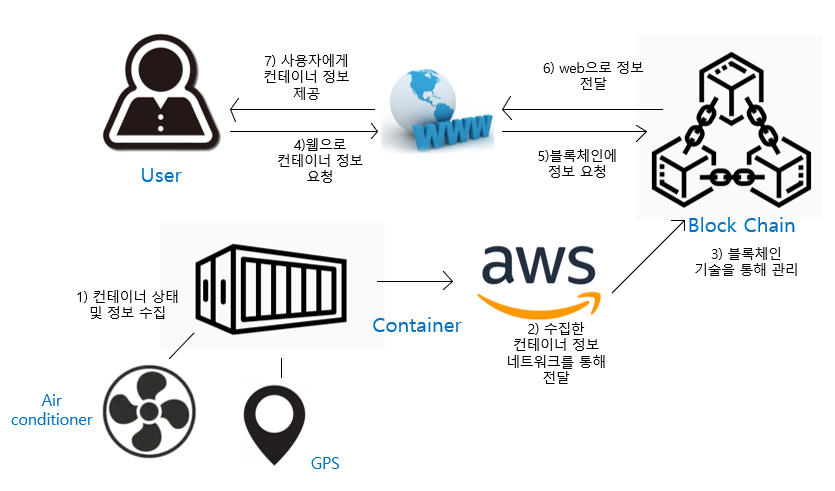 7) 사용자에게
컨테이너 정보
제공
6) web으로 정보
전달
WWW
4)웹으로
컨테이너 정보
요청
5)블록체인에
정보 요청
User
Block Chain
3) 블록체인
기술을 통해 관리
aws
1) 컨테이너 상태
및 정보 수집
Container
2) 수집한
컨테이너 정보
네트워크를 통해
전달
Air
conditioner
GPS